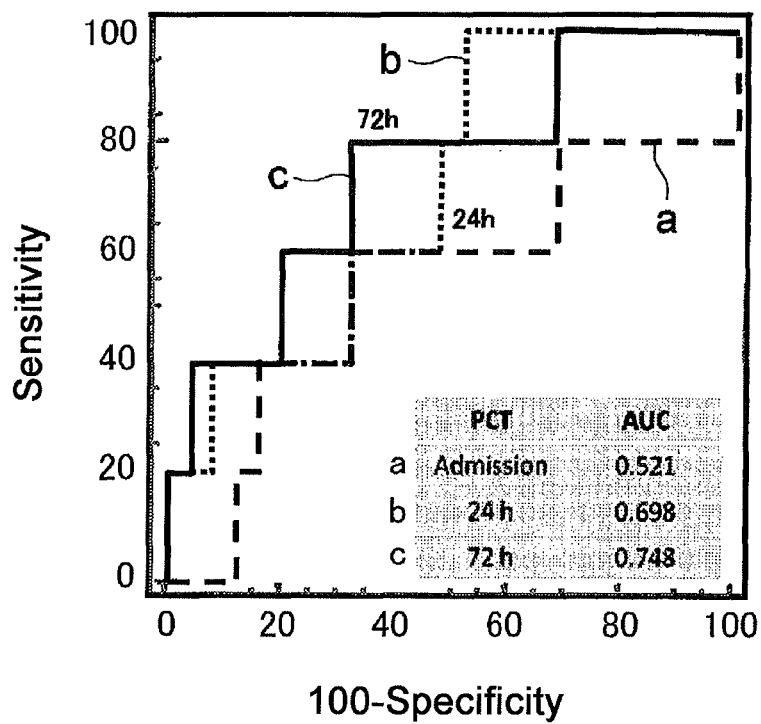 100
b
72h
80
c
24h
a
60
Sensitivity
40
PCT AUC
a Admission 0.521
20
b 24 h 0.698
c 72 h 0.748
0
0 20 40 60 80 100
100-Specificity